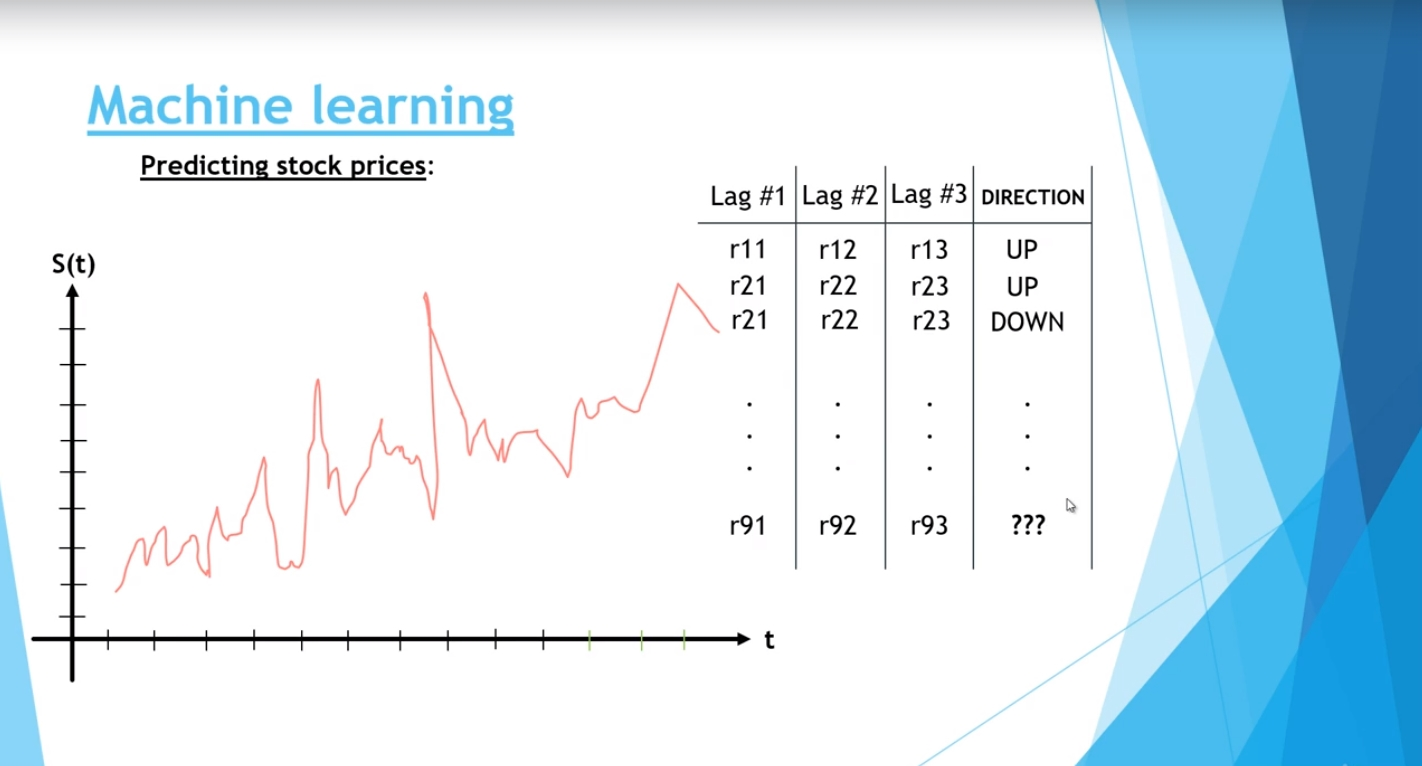 Machine learning
Predicting stock prices:
S(t)
t
Lag #1 Lag #2 Lag #3 DIRECTION
r11 r12 r13 UP
r21 r22 r23 UP
r21 r22 r23 DOWN
. . . .
. . . .
. . . .
r91 r92 r93 ???